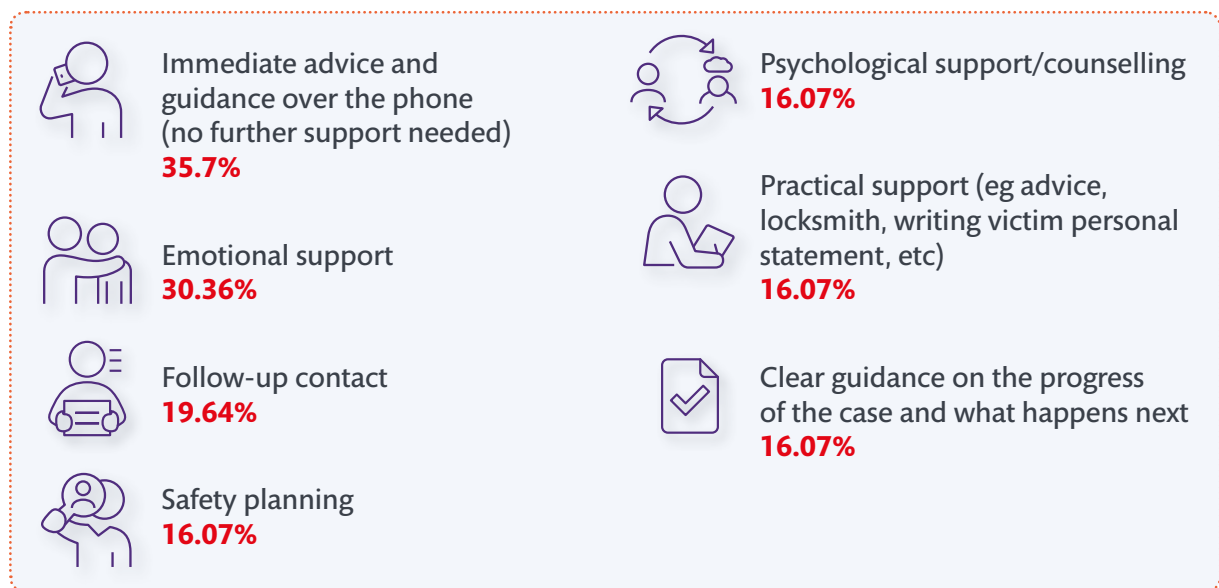 Immediate advice and
guidance over the phone
(no further support needed)
35.7%
Emotional support
30.36%
Follow-up contact
19.64%
Safety planning
16.07%
Psychological support/counselling
16.07%
Practical support (eg advice,
locksmith, writing victim personal
statement, etc)
16.07%
Clear guidance on the progress
of the case and what happens next
16.07%